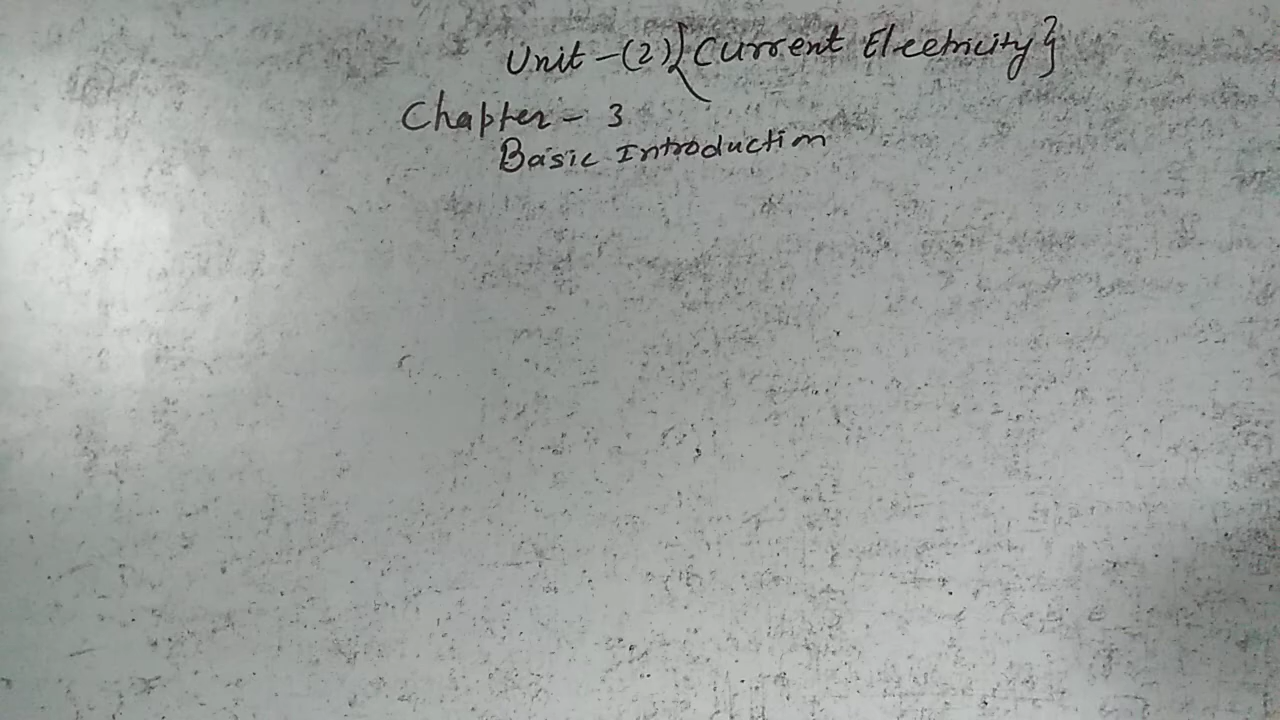 Unit - (2) {Current Electricity}
Chapter - 3
Basic Introduction